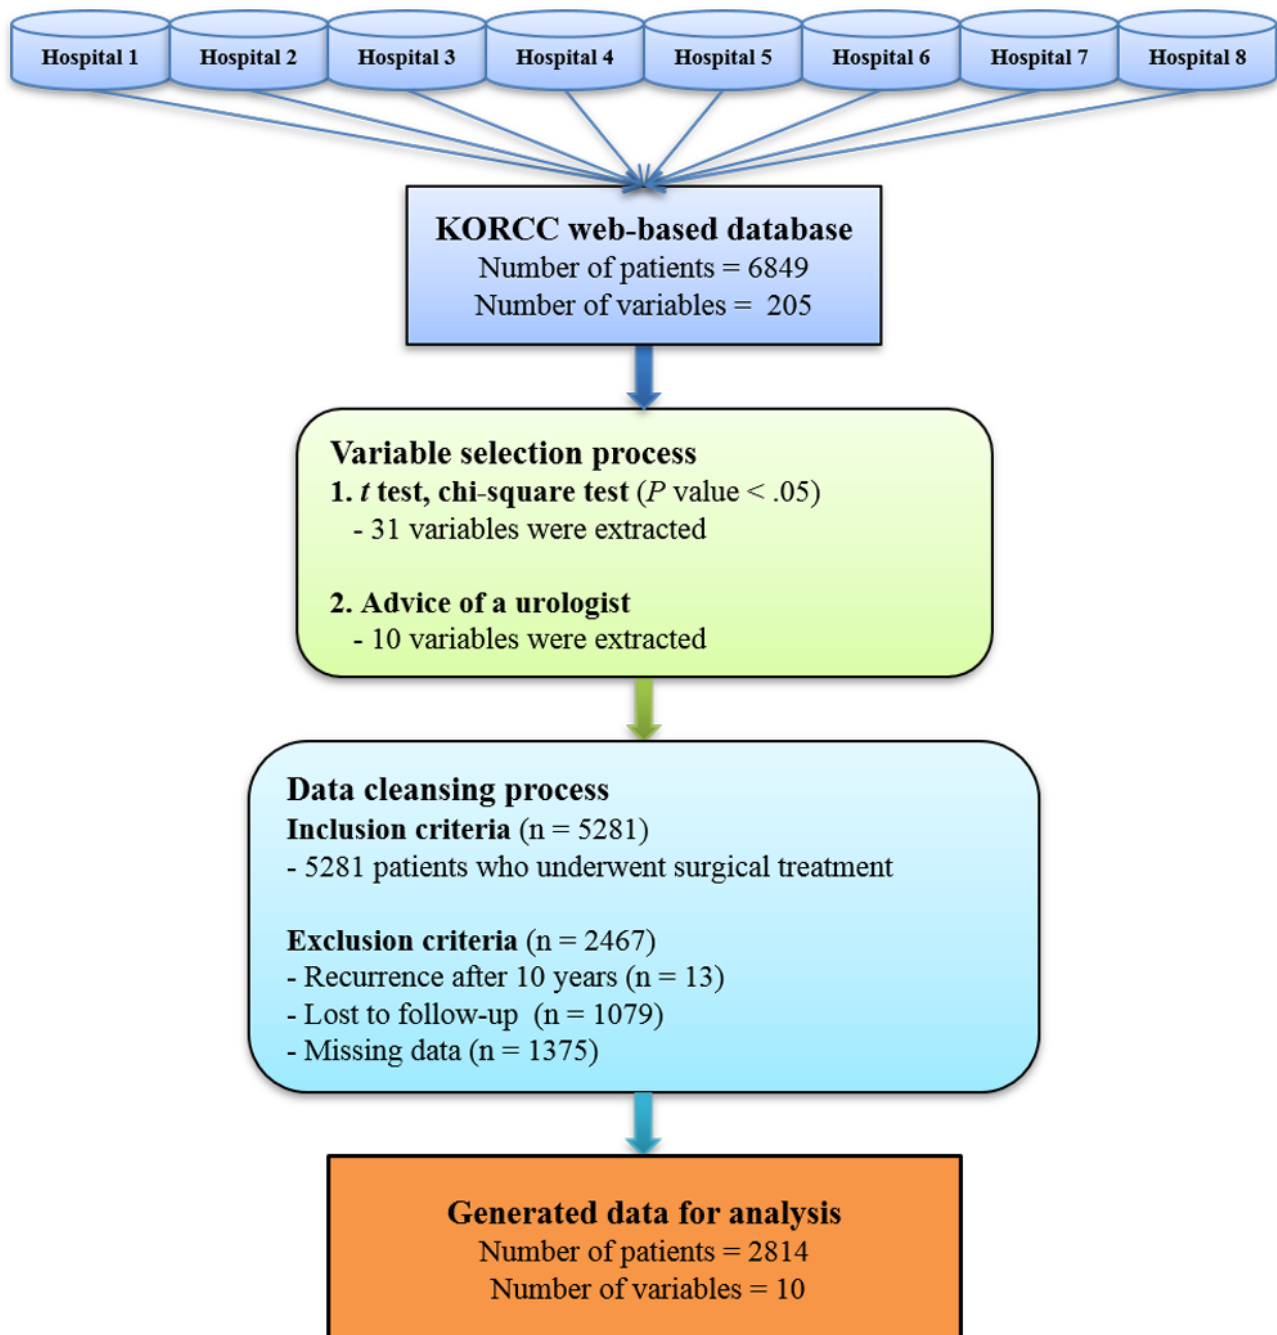 Hospital 1
Hospital 2
Hospital 3
Hospital 4
Hospital 5
Hospital 6
Hospital 7
Hospital 8
KORCC web-based database
Number of patients = 6849
Number of variables = 205
Variable selection process
1. t test, chi-square test (P value < .05)
- 31 variables were extracted
2. Advice of a urologist
- 10 variables were extracted
Data cleansing process
Inclusion criteria (n = 5281)
- 5281 patients who underwent surgical treatment
Exclusion criteria (n = 2467)
- Recurrence after 10 years (n = 13)
- Lost to follow-up (n = 1079)
- Missing data (n = 1375)
Generated data for analysis
Number of patients = 2814
Number of variables = 10